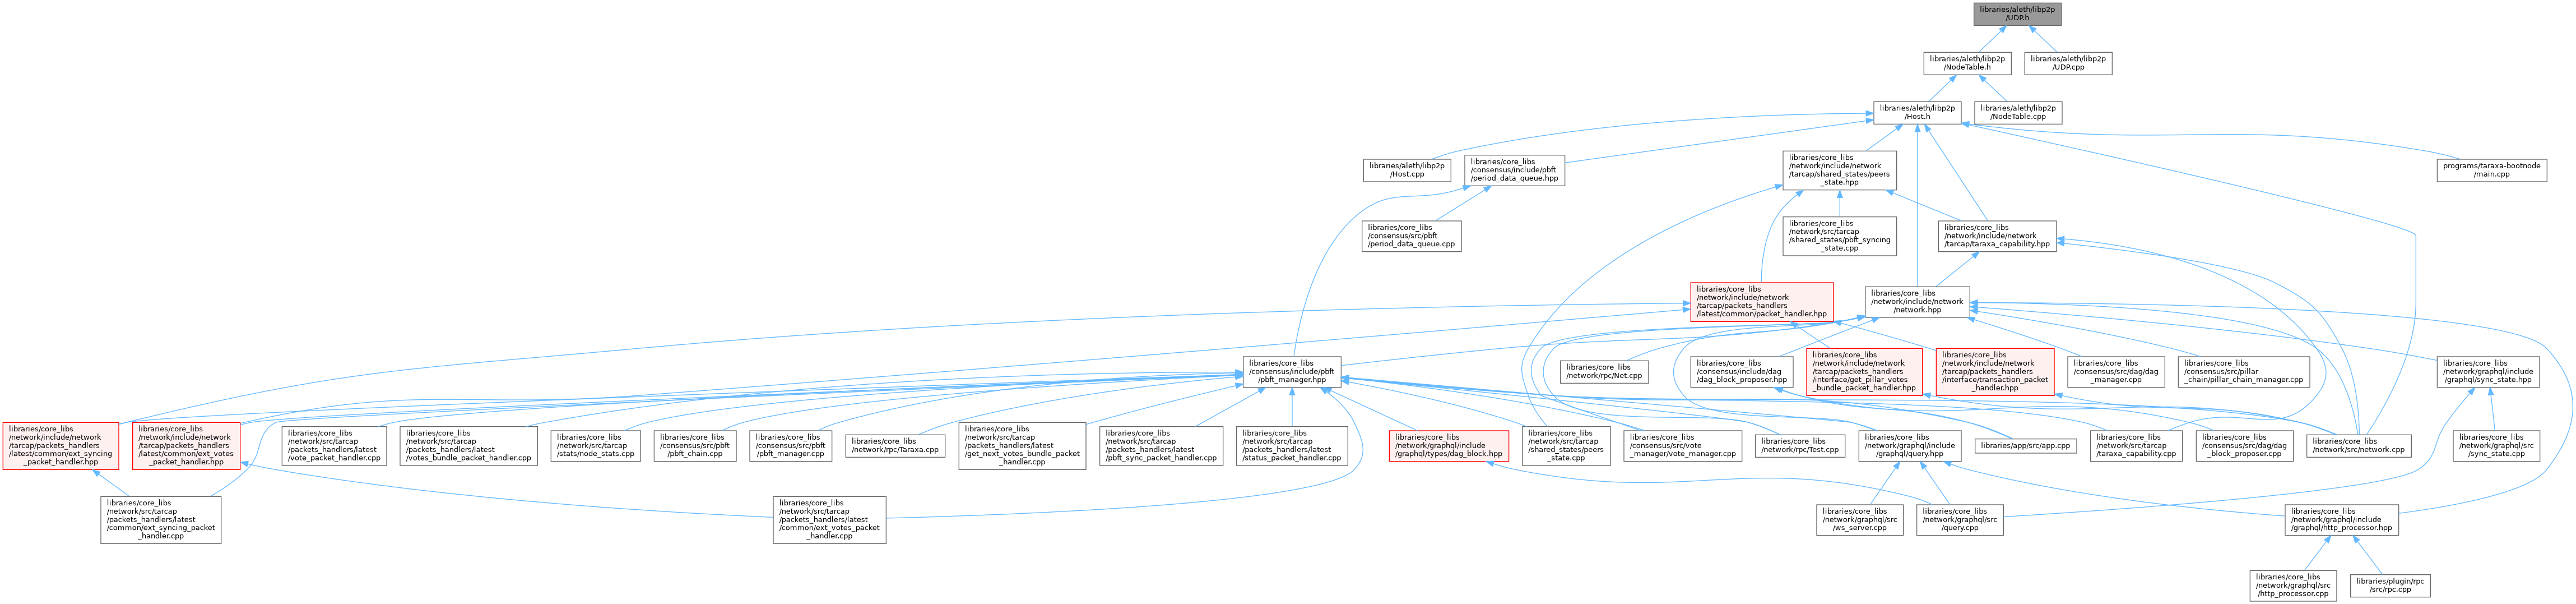 libraries/aleth/libp2p
/UDP.h
libraries/aleth/libp2p
/NodeTable.h
libraries/aleth/libp2p
/UDP.cpp
libraries/aleth/libp2p
/Host.h
libraries/aleth/libp2p
/NodeTable.cpp
libraries/aleth/libp2p
/Host.cpp
libraries/core_libs
/consensus/include/pbft
/period_data_queue.hpp
libraries/core_libs
/network/include/network
/tarcap/shared_states/peers
_state.hpp
programs/taraxa-bootnode
/main.cpp
libraries/core_libs
/consensus/src/pbft
/period_data_queue.cpp
libraries/core_libs
/network/src/tarcap
/shared_states/pbft_syncing
_state.cpp
libraries/core_libs
/network/include/network
/tarcap/taraxa_capability.hpp
libraries/core_libs
/network/include/network
/tarcap/packets_handlers
/latest/common/packet_handler.hpp
libraries/core_libs
/network/include/network
/network.hpp
libraries/core_libs
/consensus/include/pbft
/pbft_manager.hpp
libraries/core_libs
/network/rpc/Net.cpp
libraries/core_libs
/consensus/include/dag
/dag_block_proposer.hpp
libraries/core_libs
/network/include/network
/tarcap/packets_handlers
/interface/get_pillar_votes
_bundle_packet_handler.hpp
libraries/core_libs
/network/include/network
/tarcap/packets_handlers
/interface/transaction_packet
_handler.hpp
libraries/core_libs
/consensus/src/dag/dag
_manager.cpp
libraries/core_libs
/consensus/src/pillar
_chain/pillar_chain_manager.cpp
libraries/core_libs
/network/graphql/include
/graphql/sync_state.hpp
libraries/core_libs
/network/include/network
/tarcap/packets_handlers
/latest/common/ext_syncing
_packet_handler.hpp
libraries/core_libs
/network/include/network
/tarcap/packets_handlers
/latest/common/ext_votes
_packet_handler.hpp
libraries/core_libs
/network/src/tarcap
/packets_handlers/latest
/vote_packet_handler.cpp
libraries/core_libs
/network/src/tarcap
/packets_handlers/latest
/votes_bundle_packet_handler.cpp
libraries/core_libs
/network/src/tarcap
/stats/node_stats.cpp
libraries/core_libs
/consensus/src/pbft
/pbft_chain.cpp
libraries/core_libs
/consensus/src/pbft
/pbft_manager.cpp
libraries/core_libs
/network/rpc/Taraxa.cpp
libraries/core_libs
/network/src/tarcap
/packets_handlers/latest
/get_next_votes_bundle_packet
_handler.cpp
libraries/core_libs
/network/src/tarcap
/packets_handlers/latest
/pbft_sync_packet_handler.cpp
libraries/core_libs
/network/src/tarcap
/packets_handlers/latest
/status_packet_handler.cpp
libraries/core_libs
/network/graphql/include
/graphql/types/dag_block.hpp
libraries/core_libs
/network/src/tarcap
/shared_states/peers
_state.cpp
libraries/core_libs
/consensus/src/vote
_manager/vote_manager.cpp
libraries/core_libs
/network/rpc/Test.cpp
libraries/core_libs
/network/graphql/include
/graphql/query.hpp
libraries/app/src/app.cpp
libraries/core_libs
/network/src/tarcap
/taraxa_capability.cpp
libraries/core_libs
/consensus/src/dag/dag
_block_proposer.cpp
libraries/core_libs
/network/src/network.cpp
libraries/core_libs
/network/graphql/src
/sync_state.cpp
libraries/core_libs
/network/src/tarcap
/packets_handlers/latest
/common/ext_syncing_packet
_handler.cpp
libraries/core_libs
/network/src/tarcap
/packets_handlers/latest
/common/ext_votes_packet
_handler.cpp
libraries/core_libs
/network/graphql/src
/ws_server.cpp
libraries/core_libs
/network/graphql/src
/query.cpp
libraries/core_libs
/network/graphql/include
/graphql/http_processor.hpp
libraries/core_libs
/network/graphql/src
/http_processor.cpp
libraries/plugin/rpc
/src/rpc.cpp